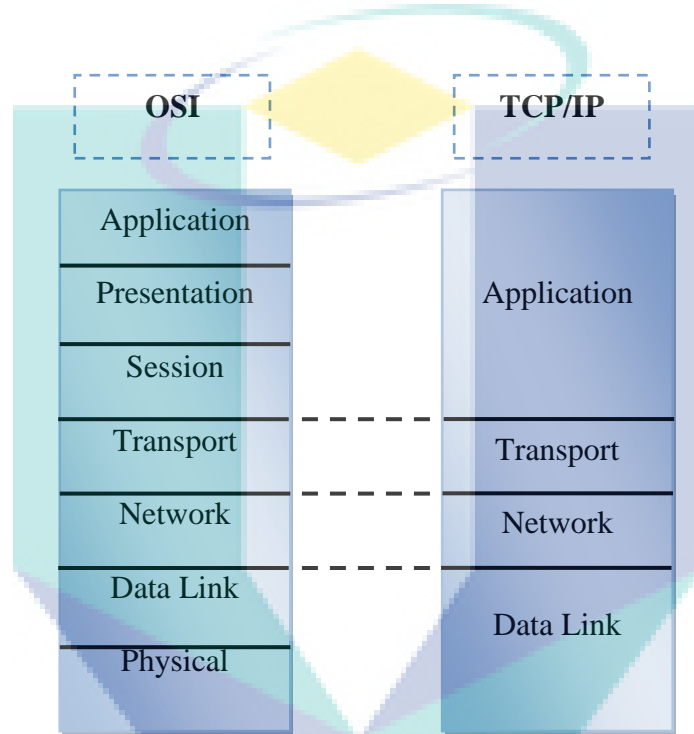 OSI
TCP/IP
Application
Presentation
Session
Transport
Network
Data Link
Physical
Application
Transport
Network
Data Link